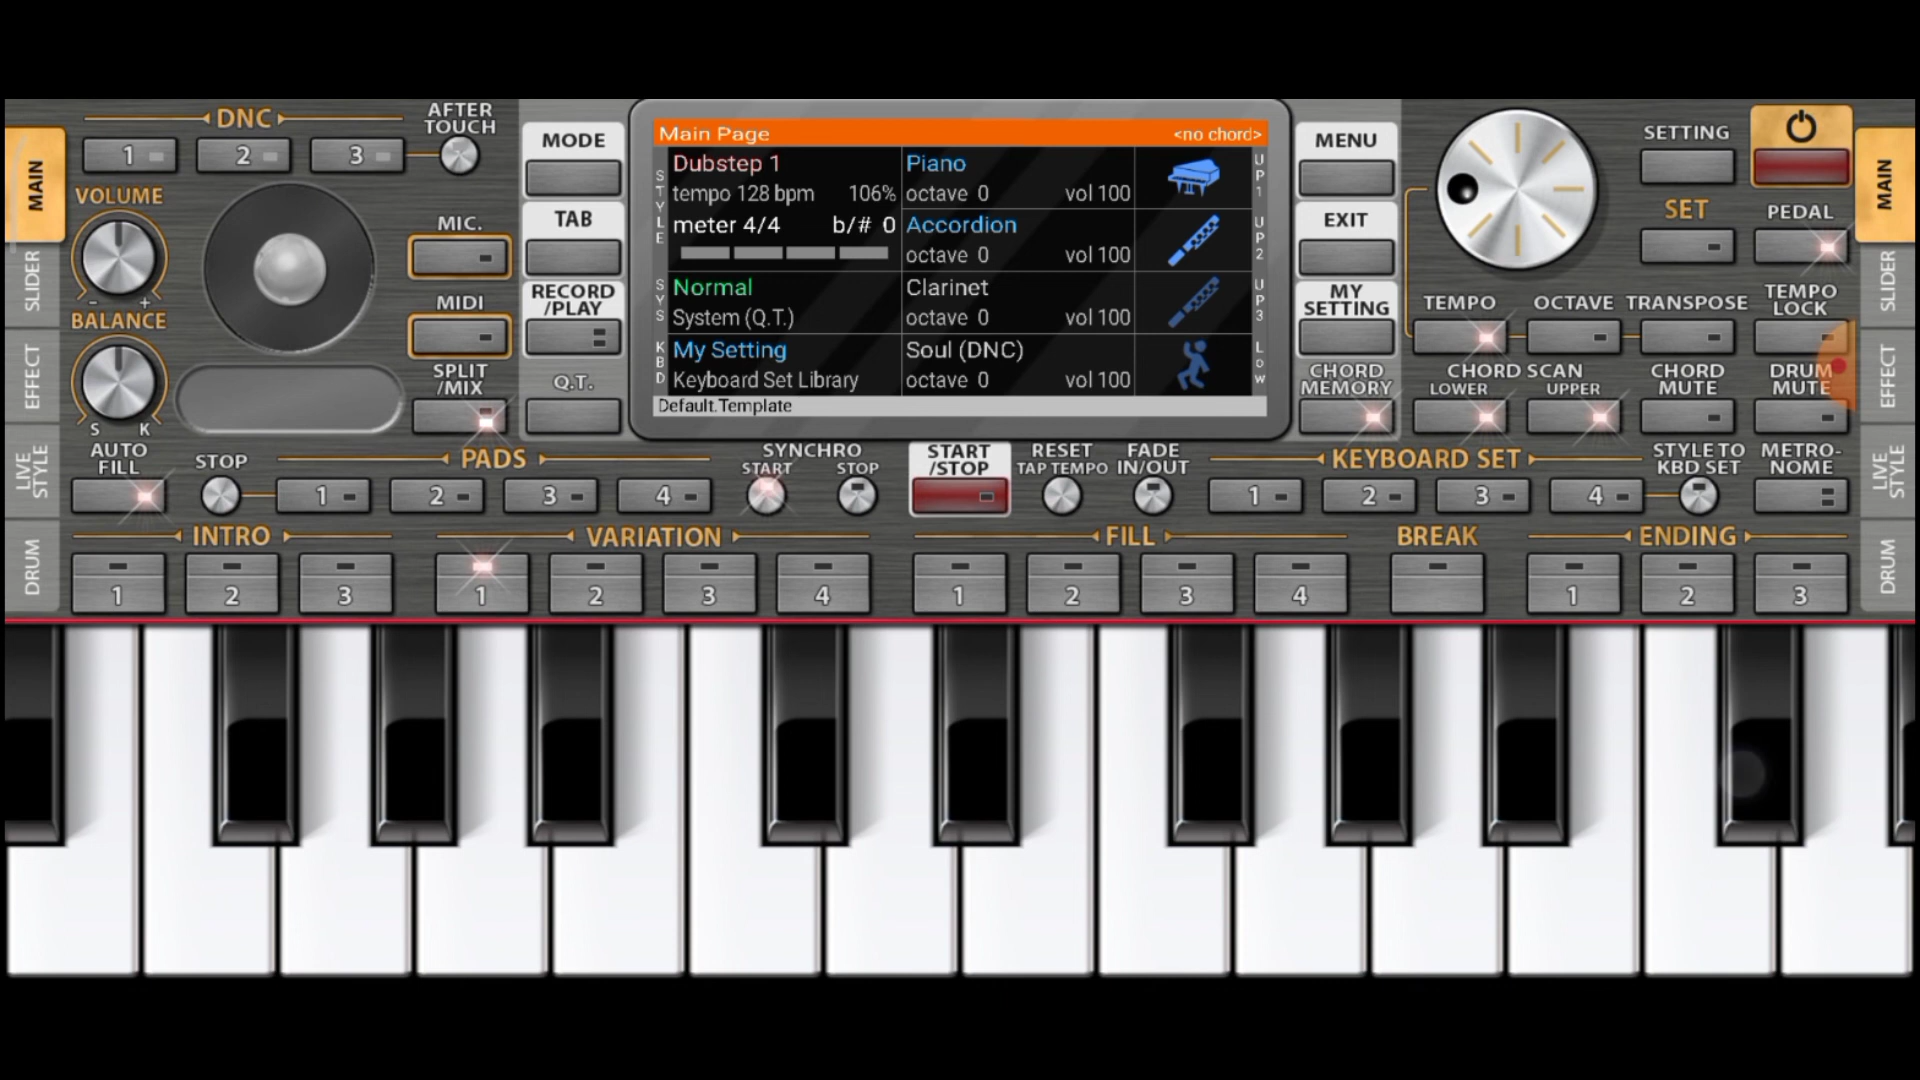 DNC
1
2
3
AFTER
TOUCH
VOLUME
- +
BALANCE
S K
MIC.
MIDI
SPLIT
/MIX
MAIN
SLIDER
EFFECT
LIVE
STYLE
DRUM
MODE
TAB
RECORD
/PLAY
Q.T.
Main Page <no chord>
STYLE
Dubstep 1
tempo 128 bpm 106%
meter 4/4 b/# 0
SYS
Normal
System (Q.T.)
KBD
My Setting
Keyboard Set Library
Piano
octave 0 vol 100
UP1
Accordion
octave 0 vol 100
UP2
Clarinet
octave 0 vol 100
UP3
Soul (DNC)
octave 0 vol 100
Low
Default.Template
MENU
EXIT
MY
SETTING
CHORD
MEMORY
SETTING
SET
PEDAL
TEMPO
OCTAVE
TRANSPOSE
TEMPO
LOCK
CHORD SCAN
LOWER UPPER
CHORD
MUTE
DRUM
MUTE
MAIN
SLIDER
EFFECT
LIVE
STYLE
DRUM
AUTO
FILL
STOP
PADS
1
2
3
4
SYNCHRO
START STOP
START
/STOP
RESET
TAP TEMPO
FADE
IN/OUT
KEYBOARD SET
1
2
3
4
STYLE TO
KBD SET
METRO-
NOME
INTRO
1
2
3
VARIATION
1
2
3
4
FILL
1
2
3
4
BREAK
ENDING
1
2
3